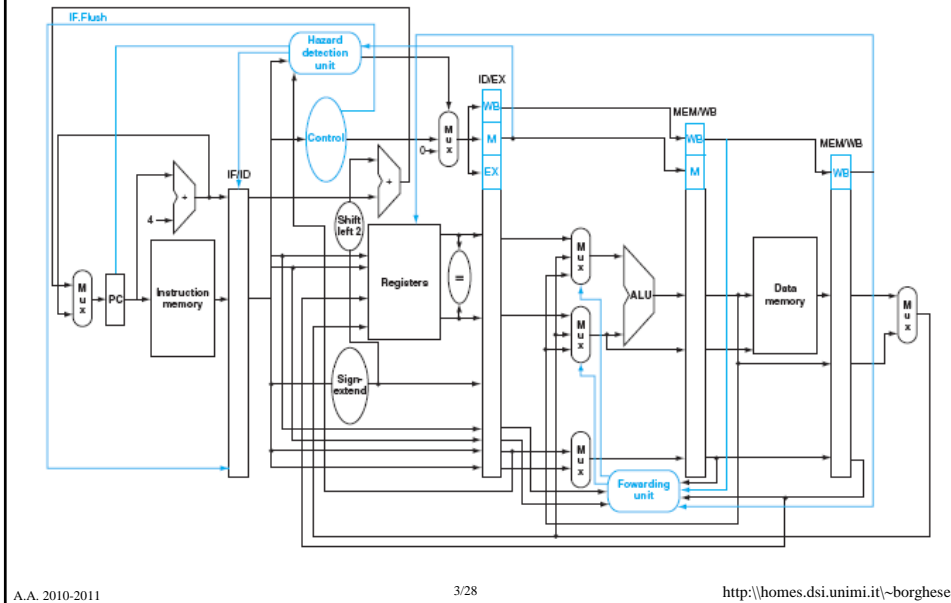 IF.Flush
Hazard
detection
unit
ID/EX
WB
MEM/WB
Control
M
u
x
0
M
WB
MEM/WB
EX
M
WB
IF/ID
+
+
4
Shift
left 2
M
u
x
PC
Instruction
memory
Registers
=
M
u
x
ALU
Data
memory
M
u
x
M
u
x
Sign-
extend
M
u
x
Fowarding
unit
A.A. 2010-2011
3/28
http:\\homes.dsi.unimi.it\~borghese